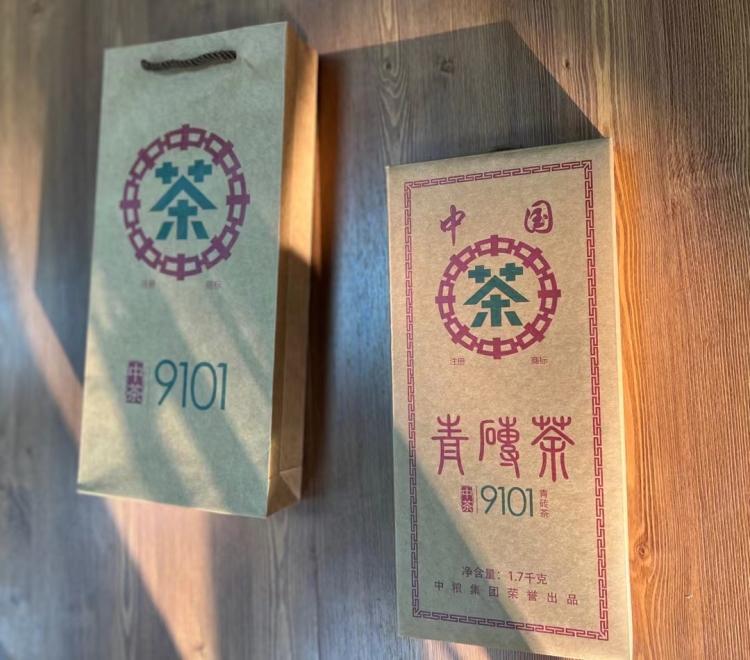 茶
注册 商标
中茶 9101
中国
茶
注册 商标
青磚茶
中茶 9101 青砖茶
净含量：1.7千克
中粮集团荣誉出品